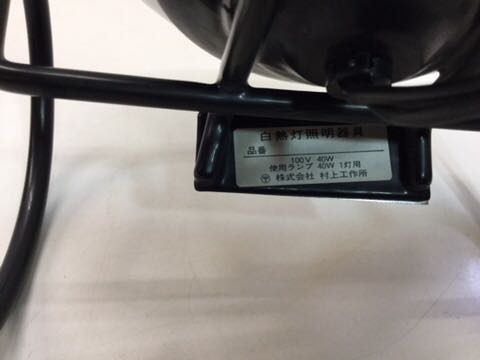 白熱灯照明器具
品番
100V 40W
使用ランプ 40W 1灯用
〒 株式会社 村上工作所